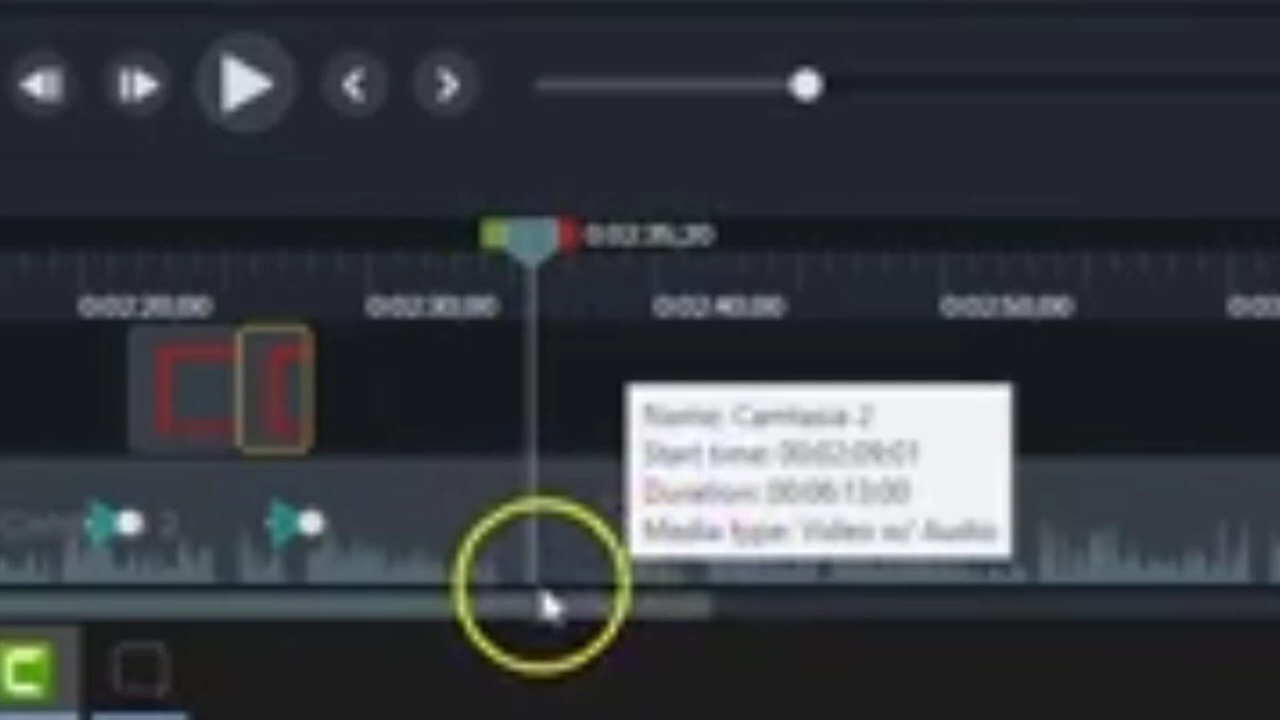 0:02:35;20
0:02:20;00
0:02:30;00
0:02:40;00
0:02:50;00
Name: Camtasia 2
Start time: 00:02:09:01
Duration: 00:06:13:00
Media type: Video w/ Audio
2